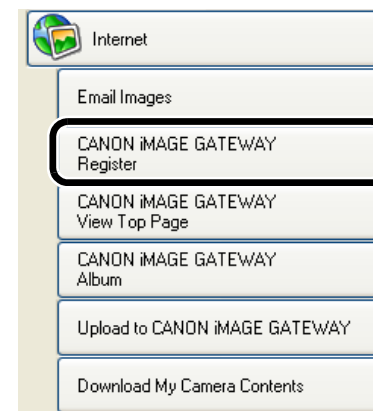 Internet
Email Images
CANON iMAGE GATEWAY
Register
CANON iMAGE GATEWAY
View Top Page
CANON iMAGE GATEWAY
Album
Upload to CANON iMAGE GATEWAY
Download My Camera Contents